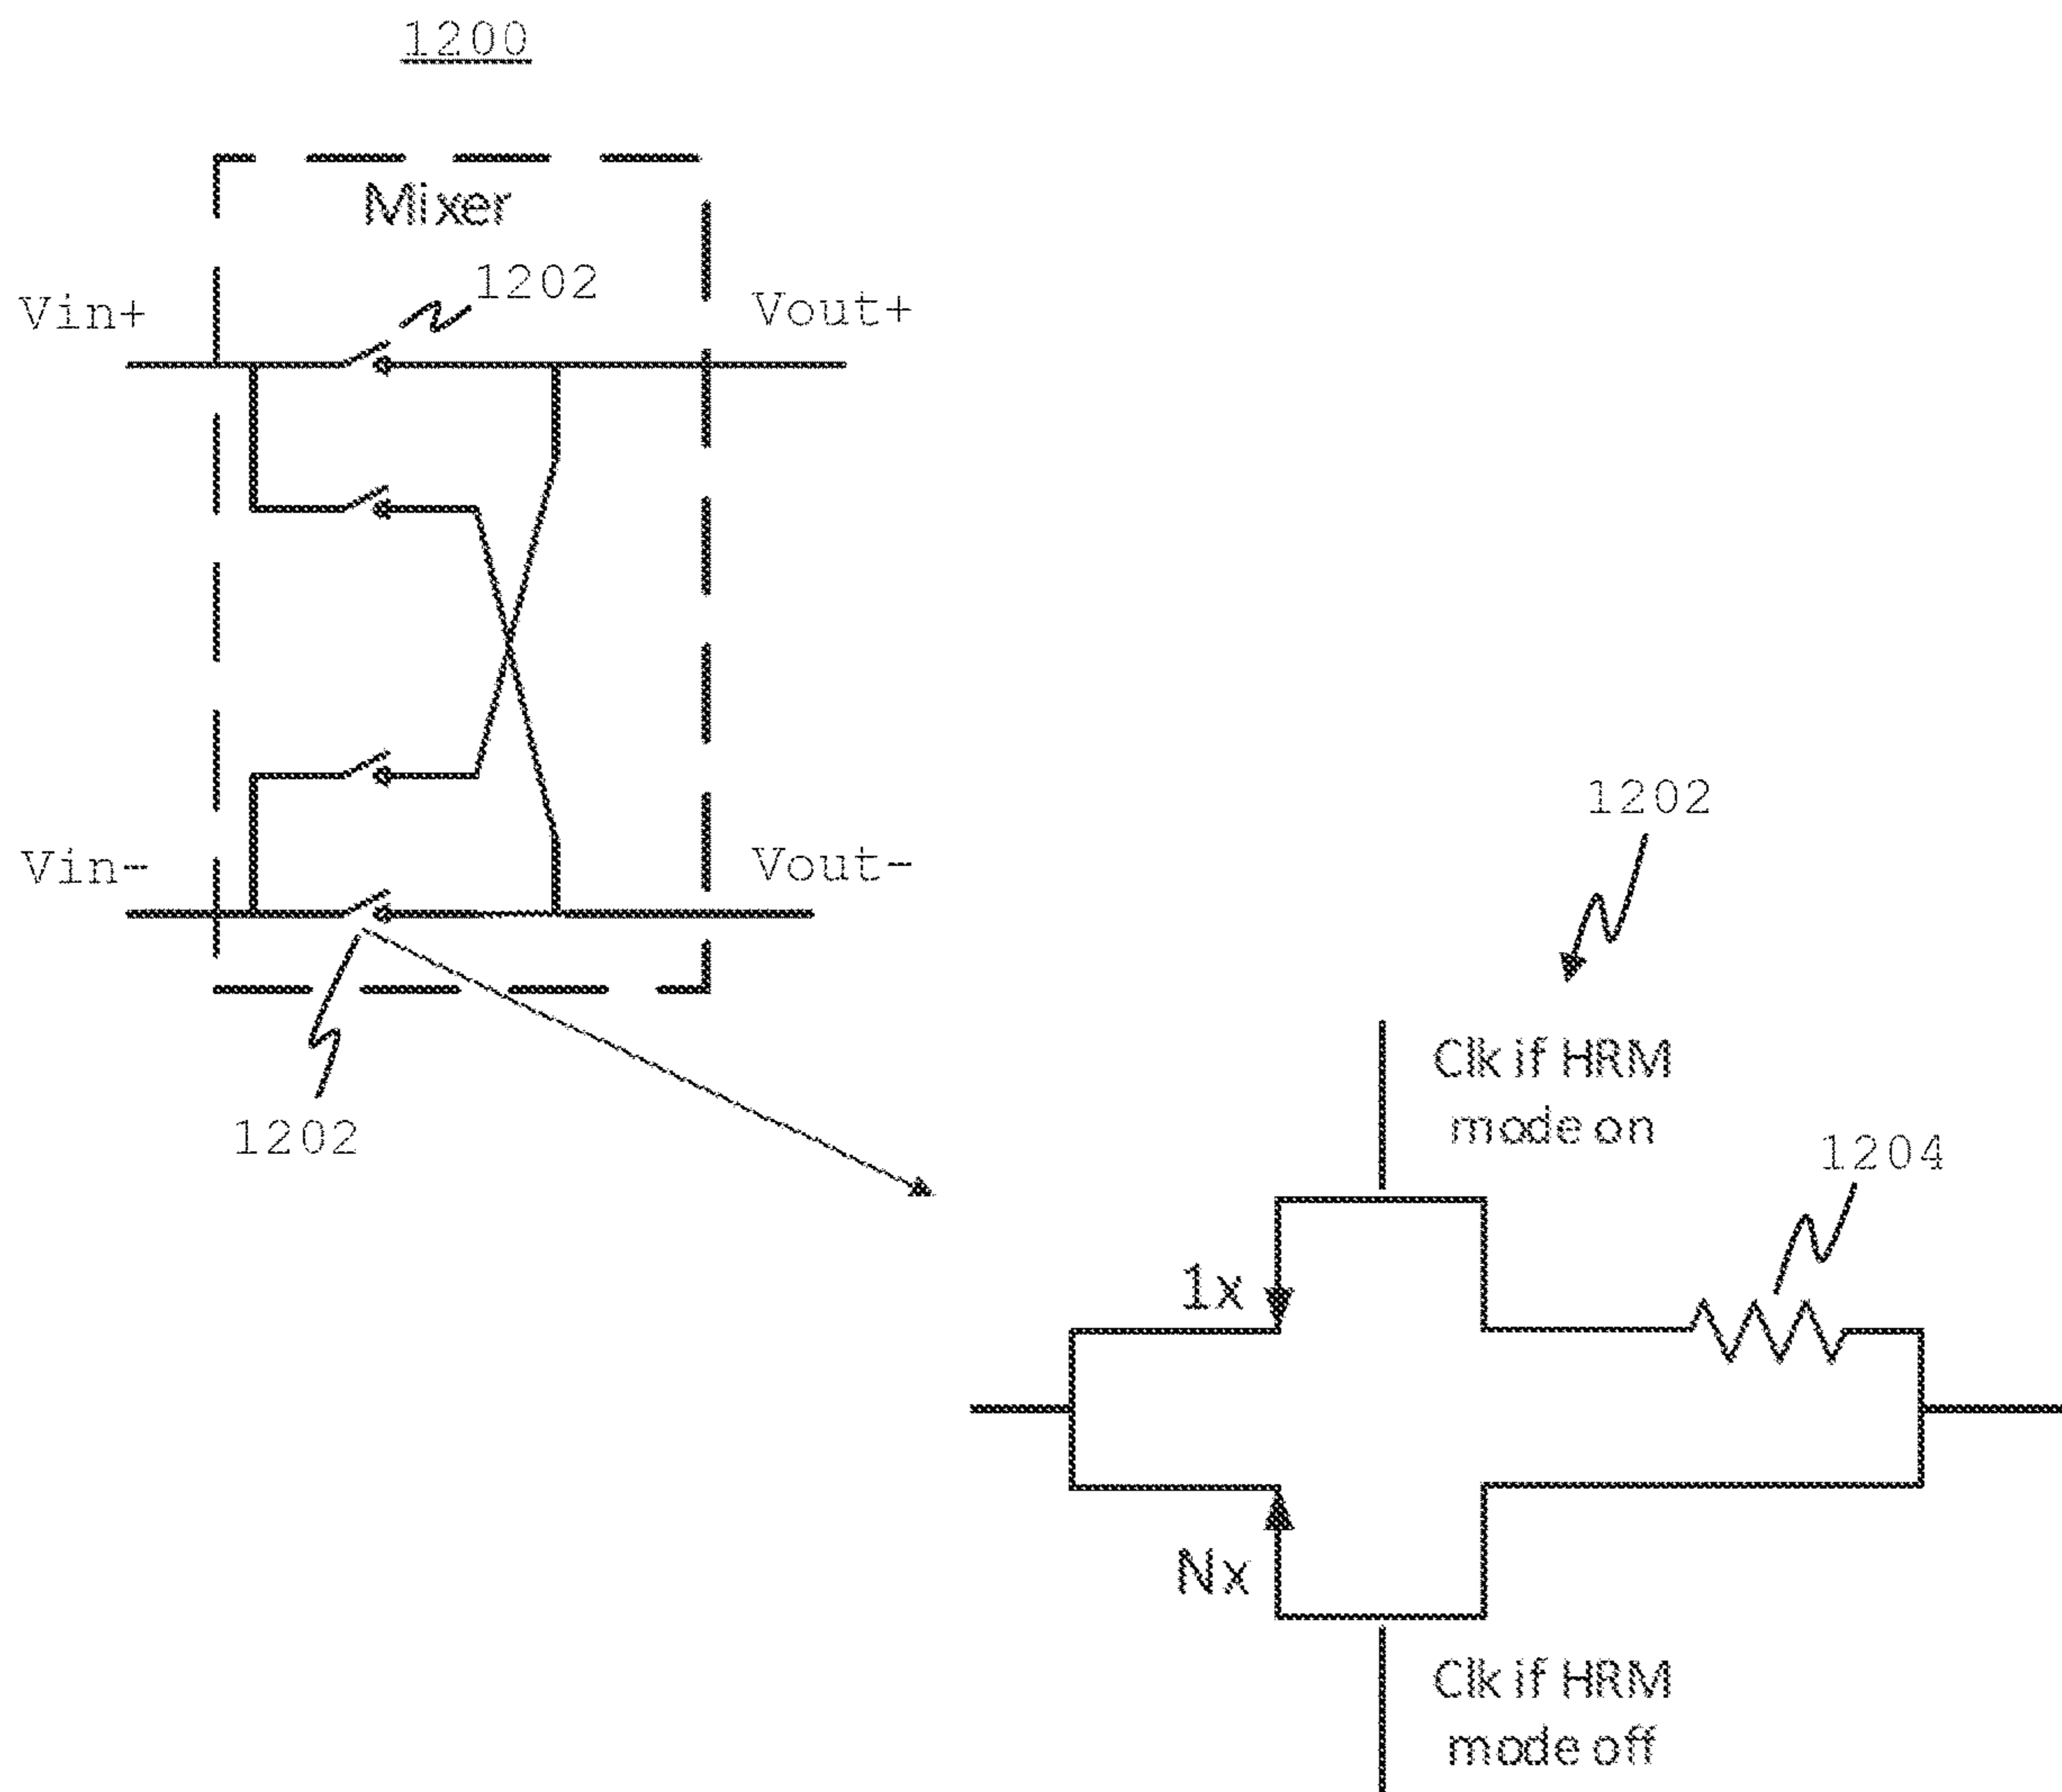 1200
Mixer
1202
Vin+
Vout+
Vin-
Vout-
1202
1202
Clk if HRM
mode on
1204
1x
Nx
Clk if HRM
mode off